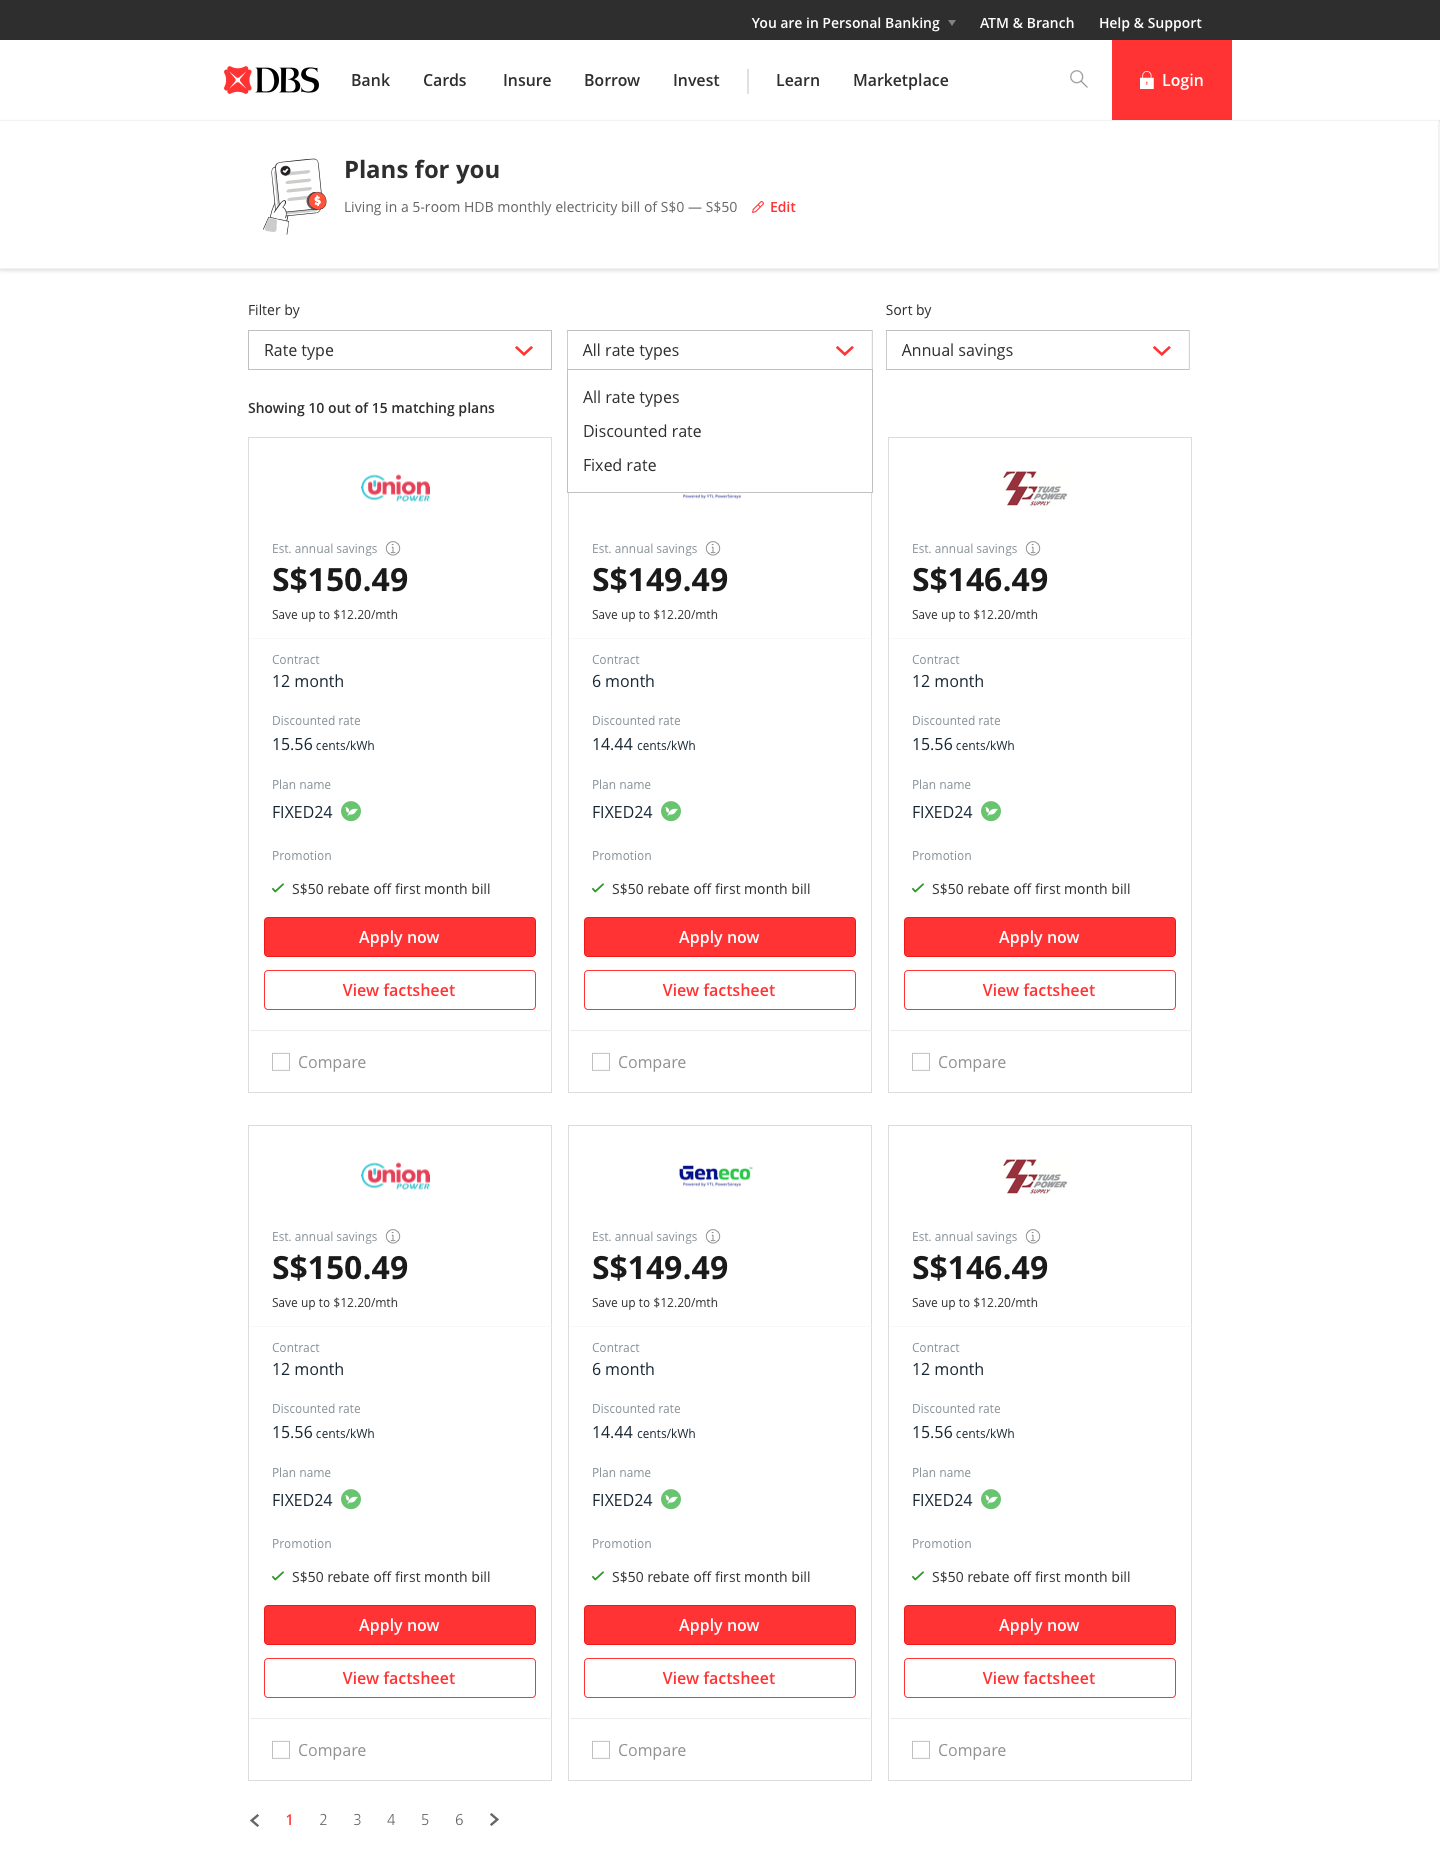 You are in Personal Banking ATM & Branch Help & Support
DBS Bank Cards Insure Borrow Invest Learn Marketplace Login
Plans for you
Living in a 5-room HDB monthly electricity bill of S$0 — S$50 Edit
$
Filter by Sort by
Rate type All rate types Annual savings
All rate types
Showing 10 out of 15 matching plans
Discounted rate
Fixed rate
union POWER Powered by YTL PowerSeraya TUAS POWER SUPPLY
Est. annual savings Est. annual savings Est. annual savings
S$150.49 S$149.49 S$146.49
Save up to $12.20/mth Save up to $12.20/mth Save up to $12.20/mth
Contract Contract Contract
12 month 6 month 12 month
Discounted rate Discounted rate Discounted rate
15.56 cents/kWh 14.44 cents/kWh 15.56 cents/kWh
Plan name Plan name Plan name
FIXED24 FIXED24 FIXED24
Promotion Promotion Promotion
S$50 rebate off first month bill S$50 rebate off first month bill S$50 rebate off first month bill
Apply now Apply now Apply now
View factsheet View factsheet View factsheet
Compare Compare Compare
union POWER Geneco Powered by YTL PowerSeraya TUAS POWER SUPPLY
Est. annual savings Est. annual savings Est. annual savings
S$150.49 S$149.49 S$146.49
Save up to $12.20/mth Save up to $12.20/mth Save up to $12.20/mth
Contract Contract Contract
12 month 6 month 12 month
Discounted rate Discounted rate Discounted rate
15.56 cents/kWh 14.44 cents/kWh 15.56 cents/kWh
Plan name Plan name Plan name
FIXED24 FIXED24 FIXED24
Promotion Promotion Promotion
S$50 rebate off first month bill S$50 rebate off first month bill S$50 rebate off first month bill
Apply now Apply now Apply now
View factsheet View factsheet View factsheet
Compare Compare Compare
1 2 3 4 5 6